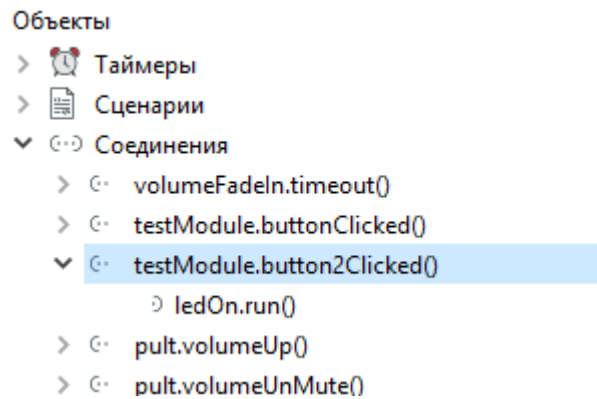 Объекты
Таймеры
Сценарии
Соединения
volumeFadeIn.timeout()
testModule.buttonClicked()
testModule.button2Clicked()
ledOn.run()
pult.volumeUp()
pult.volumeUnMute()